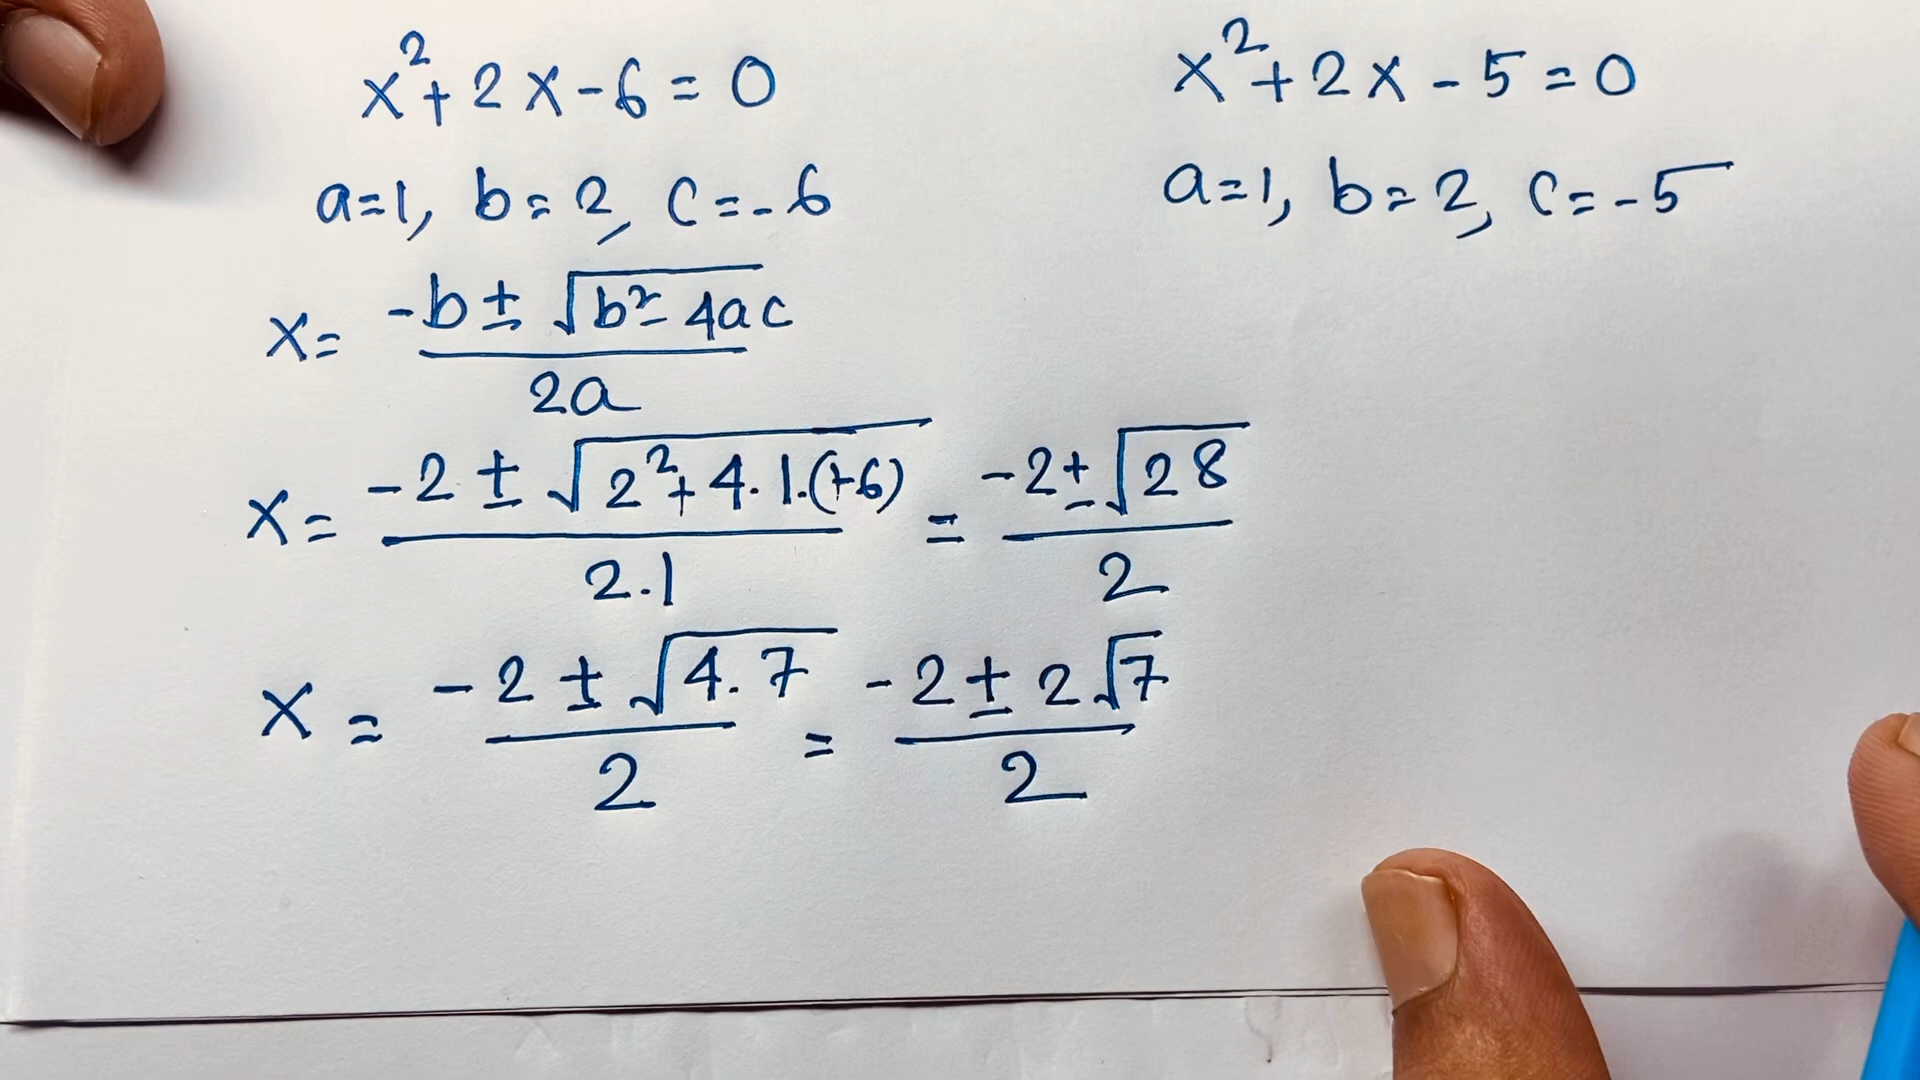 x²+2x-6=0
a=1, b=2, c=-6
x= (-b±√(b²-4ac))/2a
x= (-2±√(2²+4.1.(+6)))/2.1 = (-2±√28)/2
x= (-2±√4.7)/2 = (-2±2√7)/2
x²+2x-5=0
a=1, b=2, c=-5